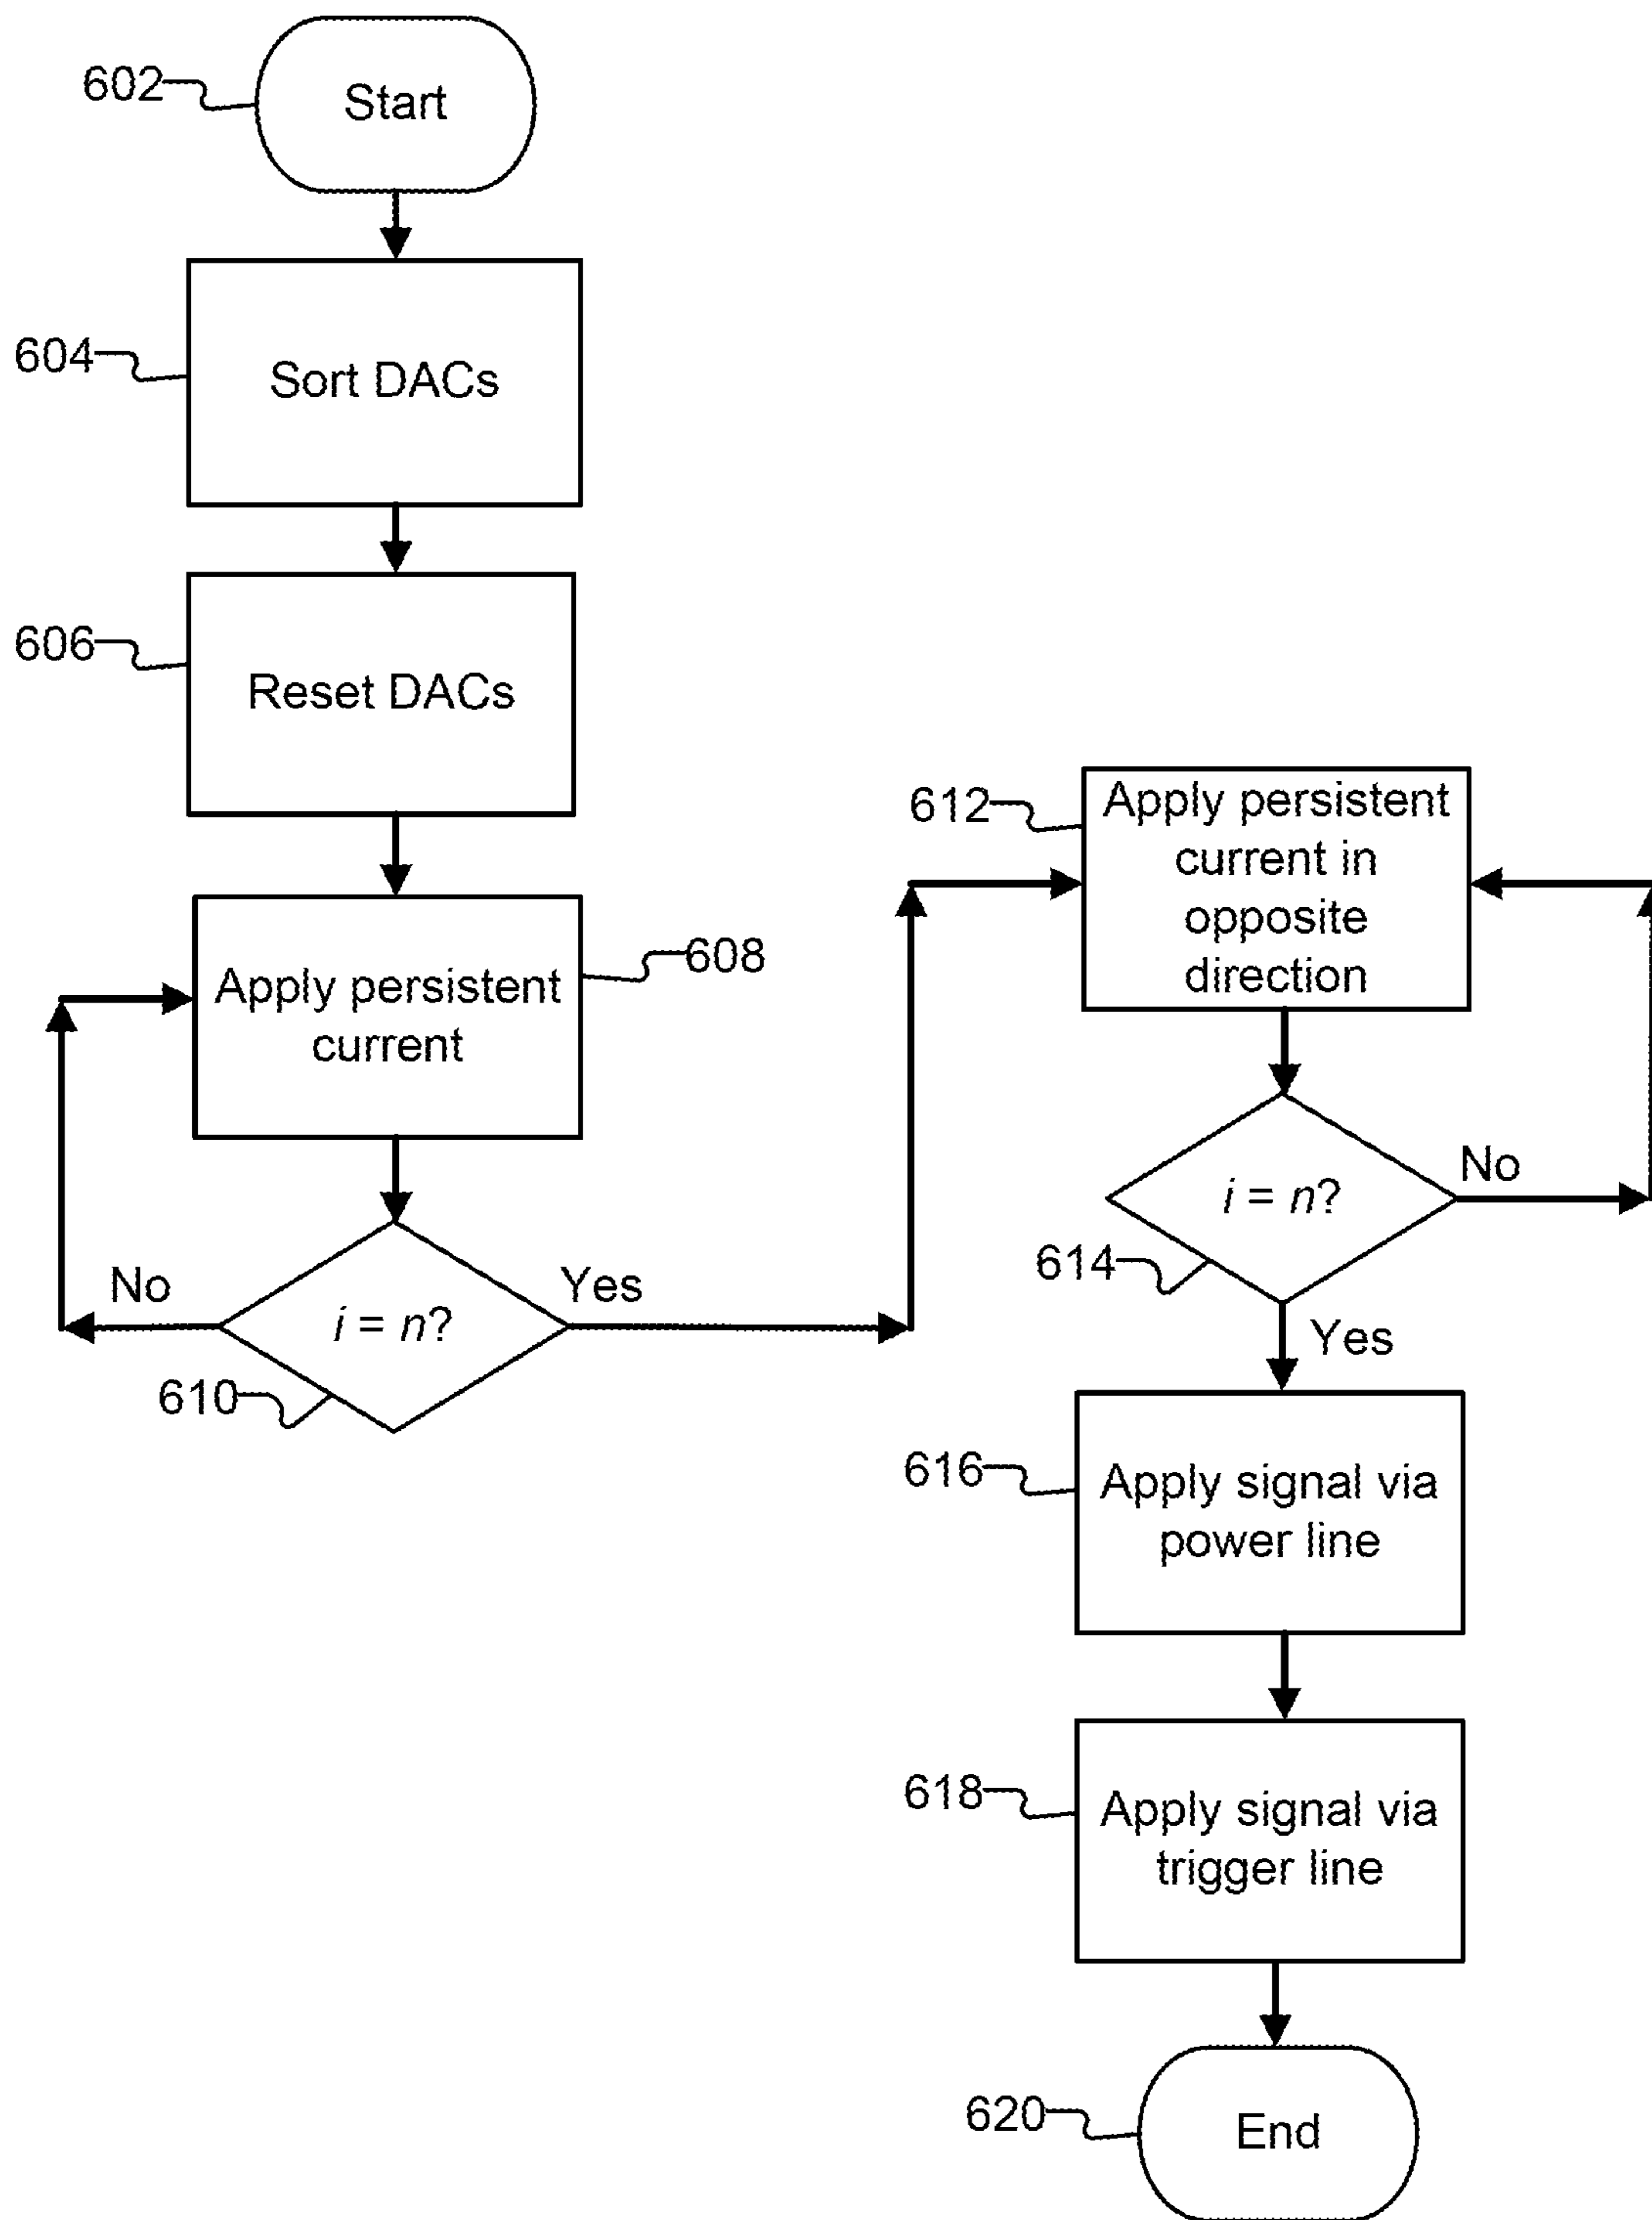 602
Start
604
Sort DACs
606
Reset DACs
608
Apply persistent
current
No
i = n?
Yes
610
612
Apply persistent
current in
opposite
direction
i = n?
No
614
Yes
616
Apply signal via
power line
618
Apply signal via
trigger line
620
End